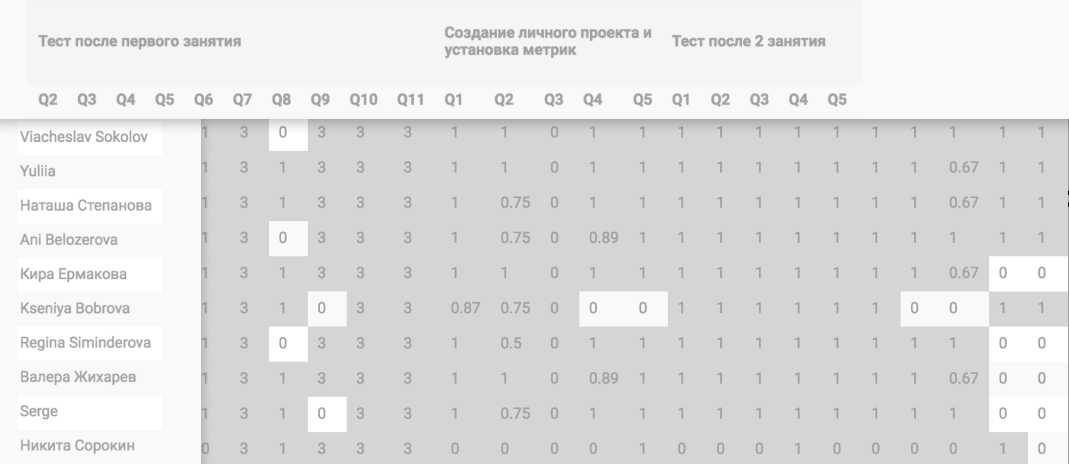 Тест после первого занятия Создание личного проекта и установка метрик Тест после 2 занятия
Q2 Q3 Q4 Q5 Q6 Q7 Q8 Q9 Q10 Q11 Q1 Q2 Q3 Q4 Q5 Q1 Q2 Q3 Q4 Q5
Viacheslav Sokolov 1 3 0 3 3 3 1 1 0 1 1 1 1 1 1 1 1 1 1 1
Yuliia 1 3 1 3 3 3 1 1 0 1 1 1 1 1 1 1 1 0.67 1 1
Наташа Степанова 1 3 1 3 3 3 1 0.75 0 1 1 1 1 1 1 1 1 0.67 1 1
Ani Belozerova 1 3 0 3 3 3 1 0.75 0 0.89 1 1 1 1 1 1 1 1 1 1
Кира Ермакова 1 3 1 3 3 3 1 1 0 1 1 1 1 1 1 1 1 0.67 0 0
Kseniya Bobrova 1 3 1 0 3 3 0.87 0.75 0 0 0 1 1 1 1 1 0 0 1 1
Regina Siminderova 1 3 0 3 3 3 1 0.5 0 1 1 1 1 1 1 1 1 1 0 0
Валера Жихарев 1 3 1 3 3 3 1 1 0 0.89 1 1 1 1 1 1 1 0.67 0 0
Serge 1 3 1 0 3 3 1 0.75 0 1 1 1 1 1 1 1 1 1 0 0
Никита Сорокин 0 3 1 3 3 3 0 0 0 0 1 0 0 0 1 0 0 0 1 0